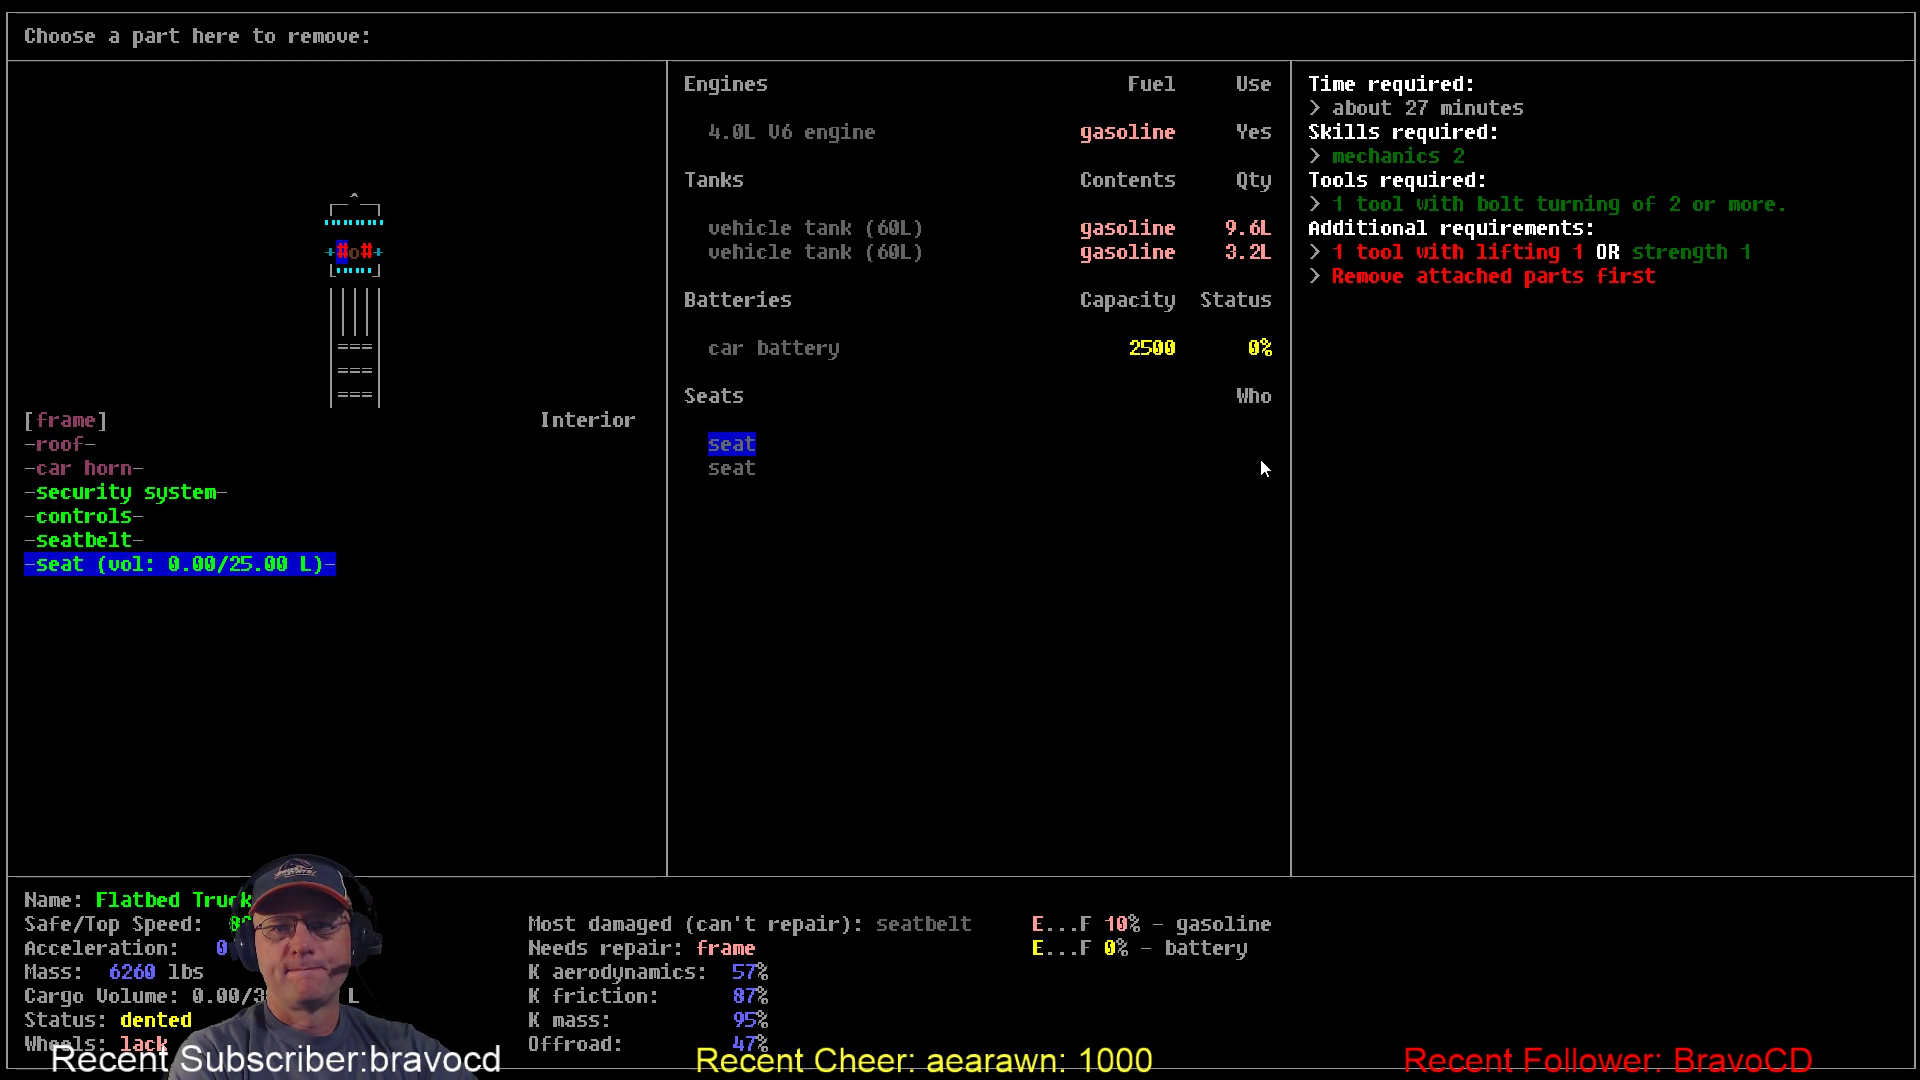 Choose a part here to remove:
Engines Fuel Use
4.0L V6 engine gasoline Yes
Tanks Contents Qty
vehicle tank (60L) gasoline 9.6L
vehicle tank (60L) gasoline 3.2L
Batteries Capacity Status
car battery 2500 0%
Seats Who
seat
seat
Time required:
> about 27 minutes
Skills required:
> mechanics 2
Tools required:
> 1 tool with bolt turning of 2 or more.
Additional requirements:
> 1 tool with lifting 1 OR strength 1
> Remove attached parts first
[frame] Interior
-roof-
-car horn-
-security system-
-controls-
-seatbelt-
-seat (vol: 0.00/25.00 L)-
Name: Flatbed Truck
Safe/Top Speed:
Acceleration: 0
Mass: 6260 lbs
Cargo Volume: 0.00/3 L
Status: dented
Wheels: lack
Most damaged (can't repair): seatbelt
Needs repair: frame
K aerodynamics: 57%
K friction: 87%
K mass: 95%
Offroad: 47%
E...F 10% - gasoline
E...F 0% - battery
Recent Subscriber:bravocd
Recent Cheer: aearawn: 1000
Recent Follower: BravoCD